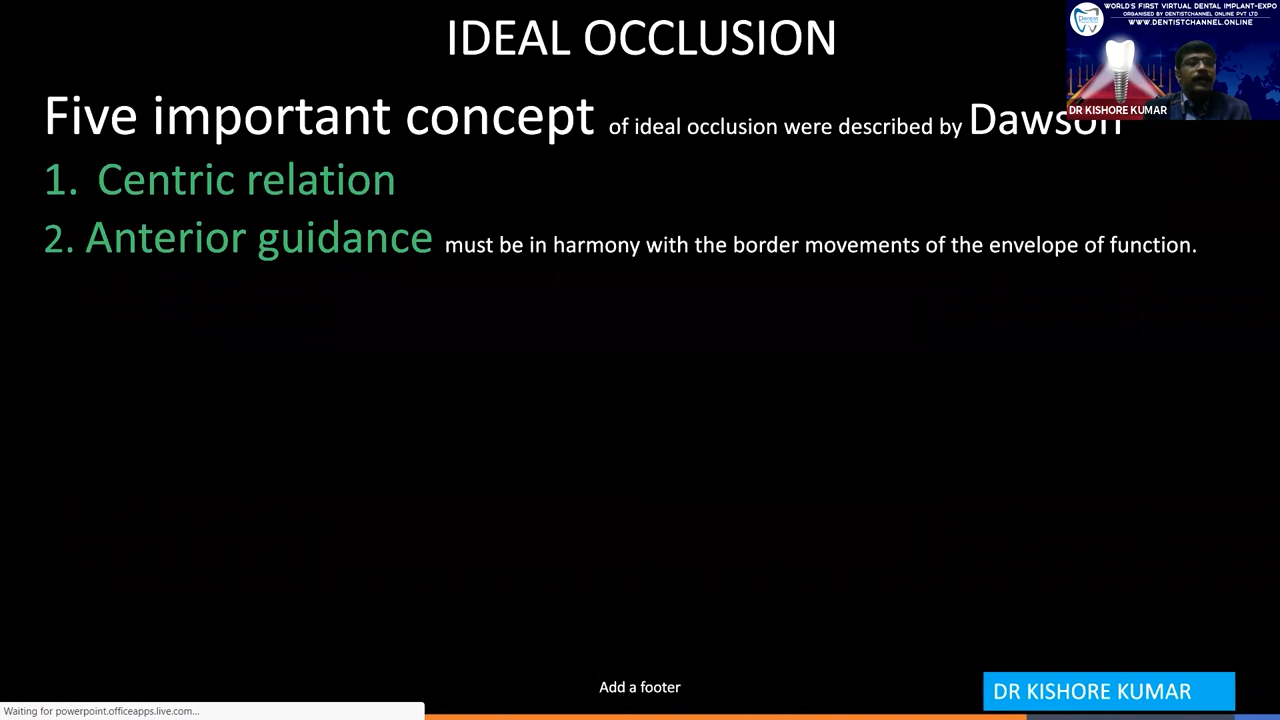 IDEAL OCCLUSION
WORLD'S FIRST VIRTUAL DENTAL IMPLANT-EXPO
ORGANISED BY DENTISTCHANNEL ONLINE PVT LTD
WWW.DENTISTCHANNEL.ONLINE
Dentist
DR KISHORE KUMAR
Five important concept of ideal occlusion were described by Dawson
1. Centric relation
2. Anterior guidance must be in harmony with the border movements of the envelope of function.
Add a footer
DR KISHORE KUMAR
Waiting for powerpoint.officeapps.live.com...